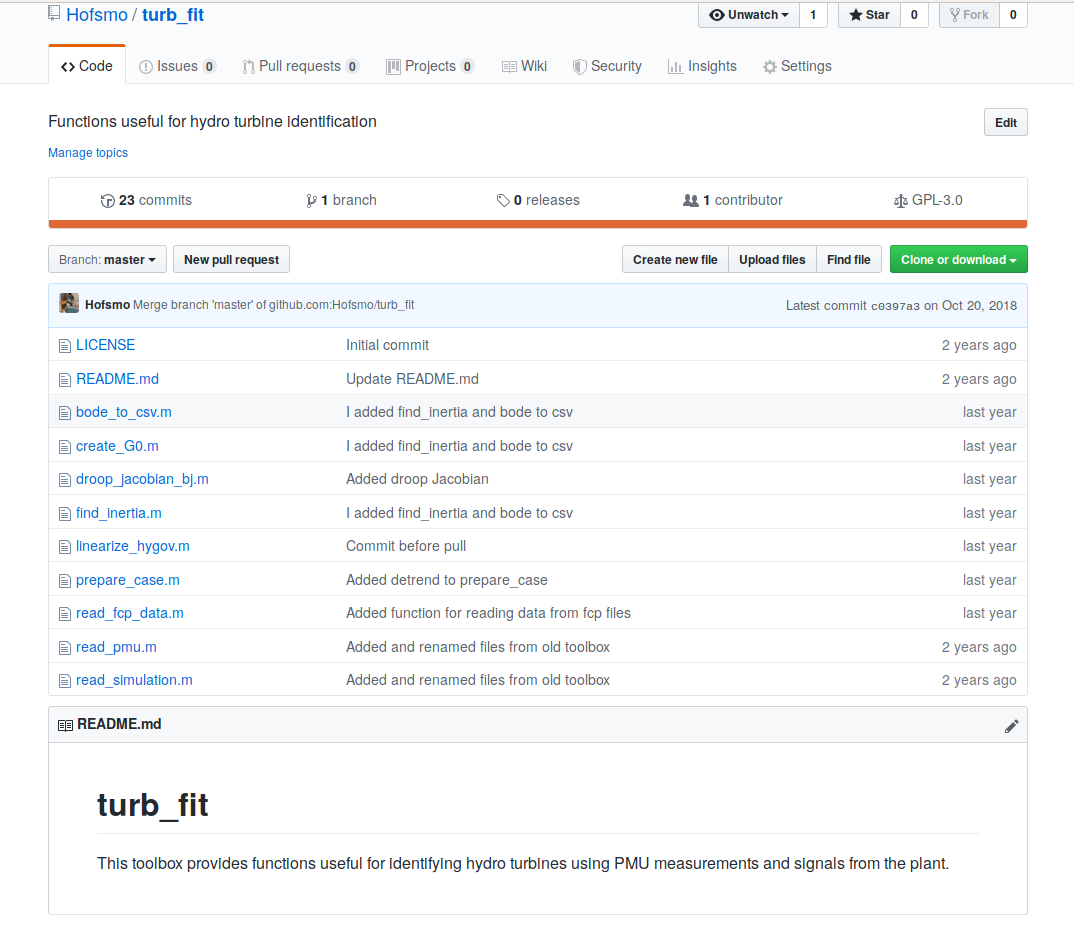 Hofsmo / turb_fit Unwatch 1 Star 0 Fork 0
Code Issues 0 Pull requests 0 Projects 0 Wiki Security Insights Settings
Functions useful for hydro turbine identification Edit
Manage topics
23 commits 1 branch 0 releases 1 contributor GPL-3.0
Branch: master New pull request Create new file Upload files Find file Clone or download
Hofsmo Merge branch 'master' of github.com:Hofsmo/turb_fit Latest commit c0397a3 on Oct 20, 2018
LICENSE Initial commit 2 years ago
README.md Update README.md 2 years ago
bode_to_csv.m I added find_inertia and bode to csv last year
create_G0.m I added find_inertia and bode to csv last year
droop_jacobian_bj.m Added droop Jacobian last year
find_inertia.m I added find_inertia and bode to csv last year
linearize_hygov.m Commit before pull last year
prepare_case.m Added detrend to prepare_case last year
read_fcp_data.m Added function for reading data from fcp files last year
read_pmu.m Added and renamed files from old toolbox 2 years ago
read_simulation.m Added and renamed files from old toolbox 2 years ago
README.md
turb_fit
This toolbox provides functions useful for identifying hydro turbines using PMU measurements and signals from the plant.